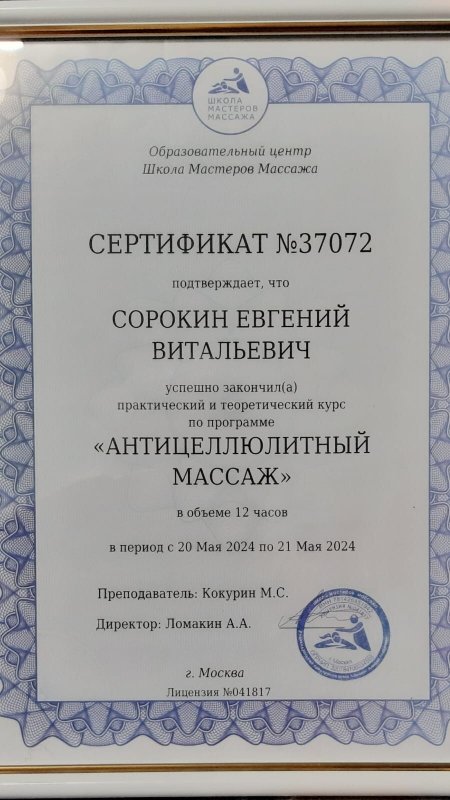 ШКОЛА
МАСТЕРОВ
МАССАЖА
Образовательный центр
Школа Мастеров Массажа
СЕРТИФИКАТ №37072
подтверждает, что
СОРОКИН ЕВГЕНИЙ
ВИТАЛЬЕВИЧ
успешно закончил(а)
практический и теоретический курс
по программе
«АНТИЦЕЛЛЮЛИТНЫЙ
МАССАЖ»
в объеме 12 часов
в период с 20 Мая 2024 по 21 Мая 2024
Преподаватель: Кокурин М.С.
Директор: Ломакин А.А.
г. Москва
Лицензия №041817